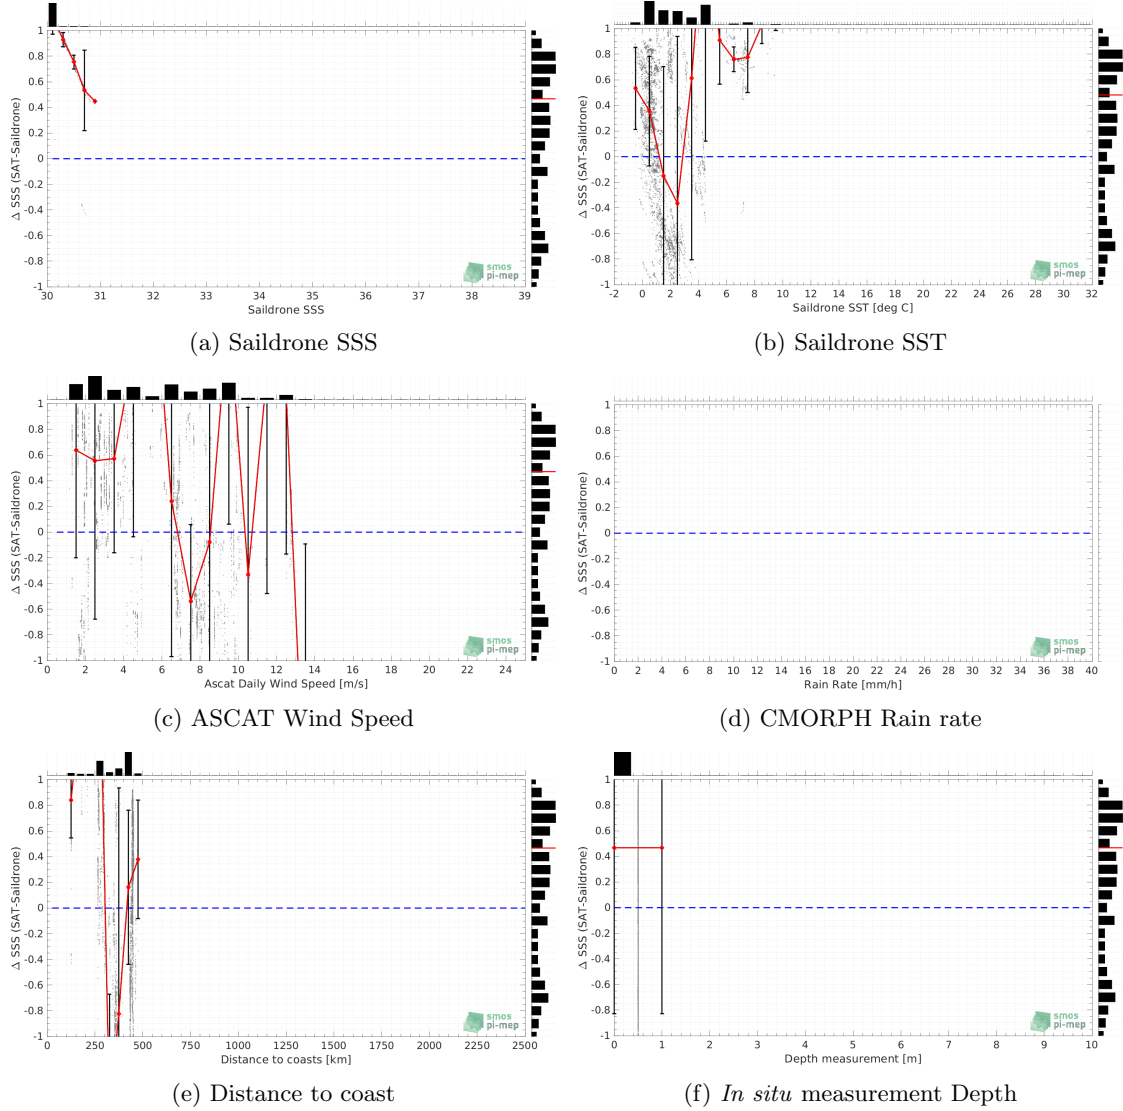 1
0.8
0.6
0.4
0.2
0
-0.2
-0.4
-0.6
-0.8
-1
Δ SSS (SAT-Saildrone)
30 31 32 33 34 35 36 37 38 39
Saildrone SSS
smos
pi-mep
(a) Saildrone SSS
1
0.8
0.6
0.4
0.2
0
-0.2
-0.4
-0.6
-0.8
-1
Δ SSS (SAT-Saildrone)
-2 0 2 4 6 8 10 12 14 16 18 20 22 24 26 28 30 32
Saildrone SST [deg C]
smos
pi-mep
(b) Saildrone SST
1
0.8
0.6
0.4
0.2
0
-0.2
-0.4
-0.6
-0.8
-1
Δ SSS (SAT-Saildrone)
0 2 4 6 8 10 12 14 16 18 20 22 24
Ascat Daily Wind Speed [m/s]
smos
pi-mep
(c) ASCAT Wind Speed
1
0.8
0.6
0.4
0.2
0
-0.2
-0.4
-0.6
-0.8
-1
Δ SSS (SAT-Saildrone)
0 2 4 6 8 10 12 14 16 18 20 22 24 26 28 30 32 34 36 38 40
Rain Rate [mm/h]
smos
pi-mep
(d) CMORPH Rain rate
1
0.8
0.6
0.4
0.2
0
-0.2
-0.4
-0.6
-0.8
-1
Δ SSS (SAT-Saildrone)
0 250 500 750 1000 1250 1500 1750 2000 2250 2500
Distance to coasts [km]
smos
pi-mep
(e) Distance to coast
1
0.8
0.6
0.4
0.2
0
-0.2
-0.4
-0.6
-0.8
-1
Δ SSS (SAT-Saildrone)
0 1 2 3 4 5 6 7 8 9 10
Depth measurement [m]
smos
pi-mep
(f) In situ measurement Depth